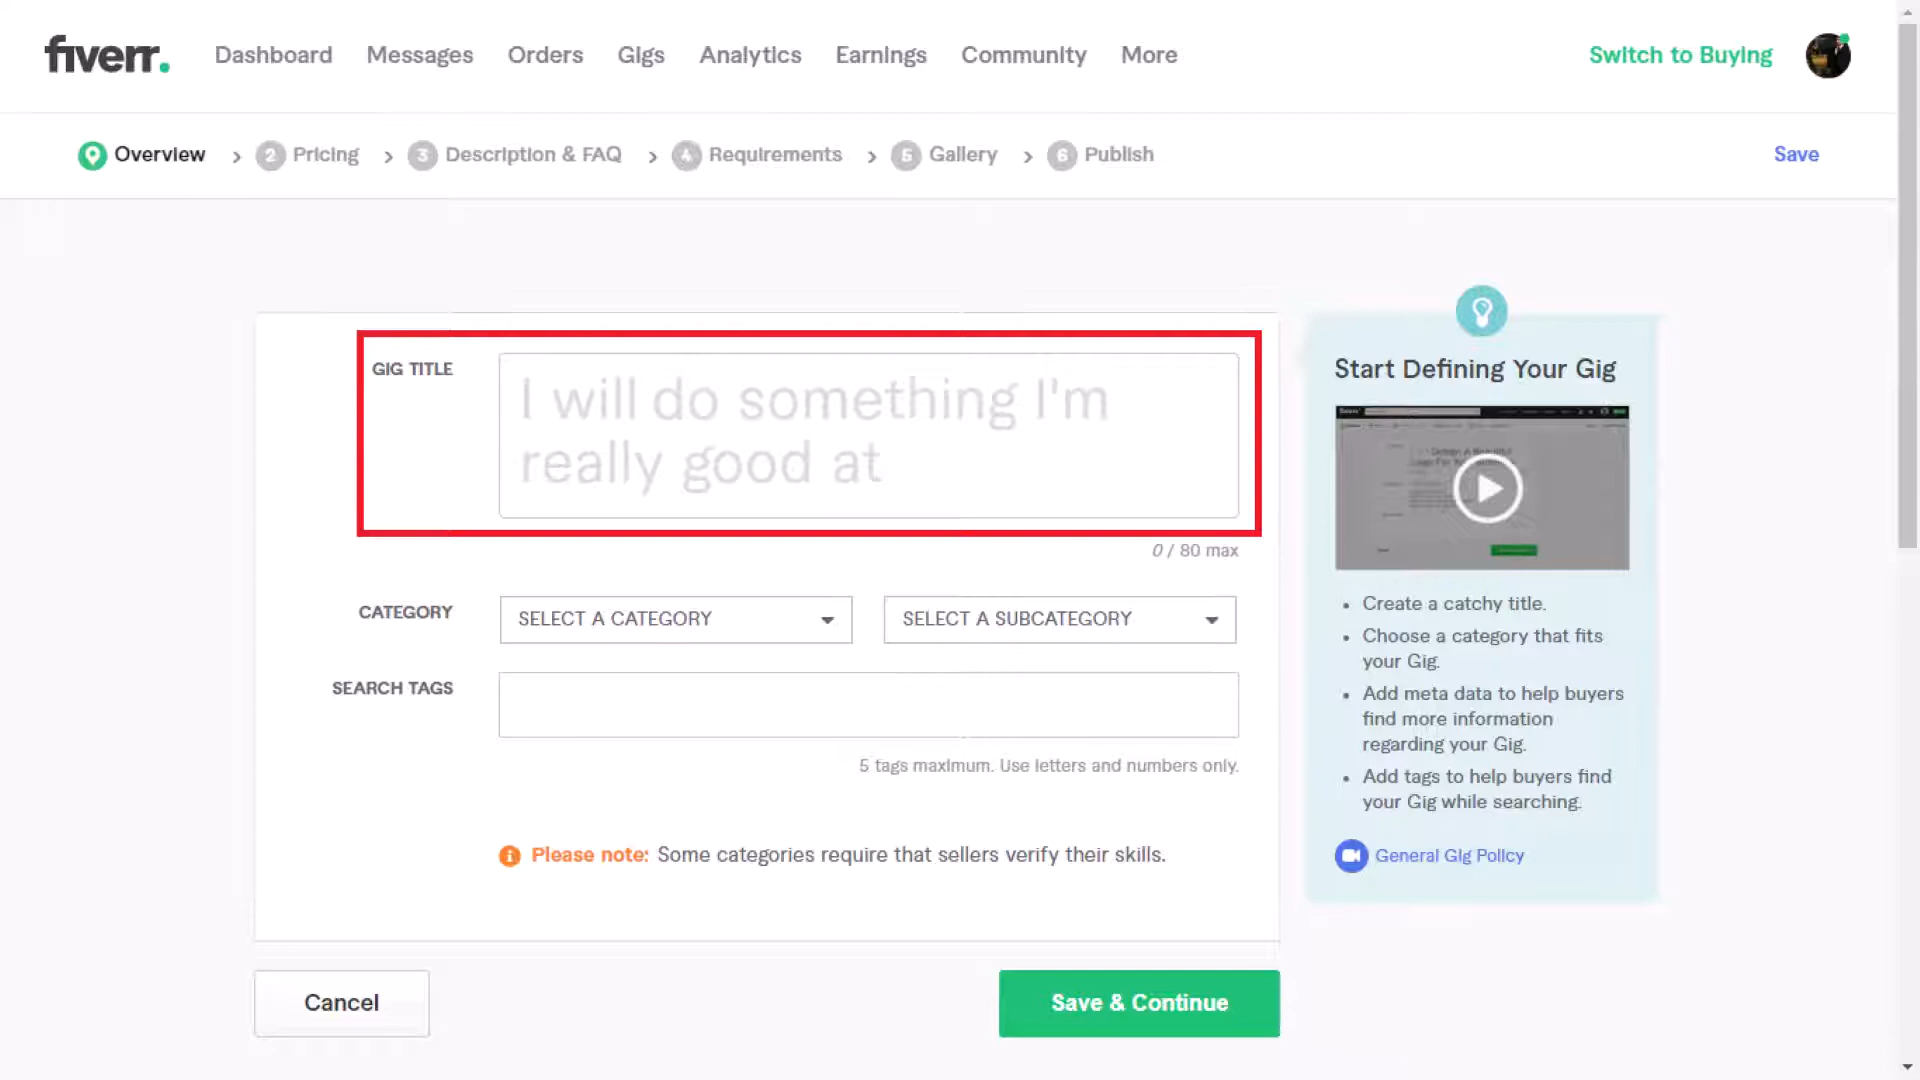 fiverr.
Dashboard Messages Orders Gigs Analytics Earnings Community More
Switch to Buying
Overview
2 Pricing
3 Description & FAQ
4 Requirements
5 Gallery
6 Publish
Save
GIG TITLE
I will do something I'm
really good at
0 / 80 max
CATEGORY
SELECT A CATEGORY
SELECT A SUBCATEGORY
SEARCH TAGS
5 tags maximum. Use letters and numbers only.
Please note: Some categories require that sellers verify their skills.
Cancel
Save & Continue
Start Defining Your Gig
• Create a catchy title.
• Choose a category that fits
your Gig.
• Add meta data to help buyers
find more information
regarding your Gig.
• Add tags to help buyers find
your Gig while searching.
General Gig Policy